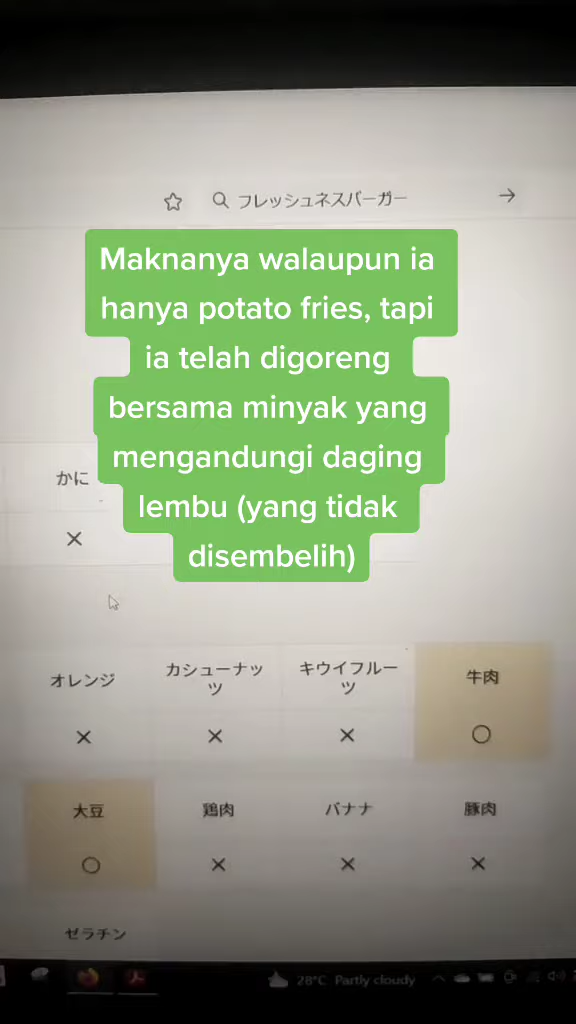 フレッシュネスバーガー
Maknanya walaupun ia
hanya potato fries, tapi
ia telah digoreng
bersama minyak yang
mengandungi daging
lembu (yang tidak
disembelih)
かに
×
オレンジ
カシューナッ
ツ
キウイフルー
ツ
牛肉
×
×
×
○
大豆
鶏肉
バナナ
豚肉
○
×
×
×
ゼラチン
28°C Partly cloudy